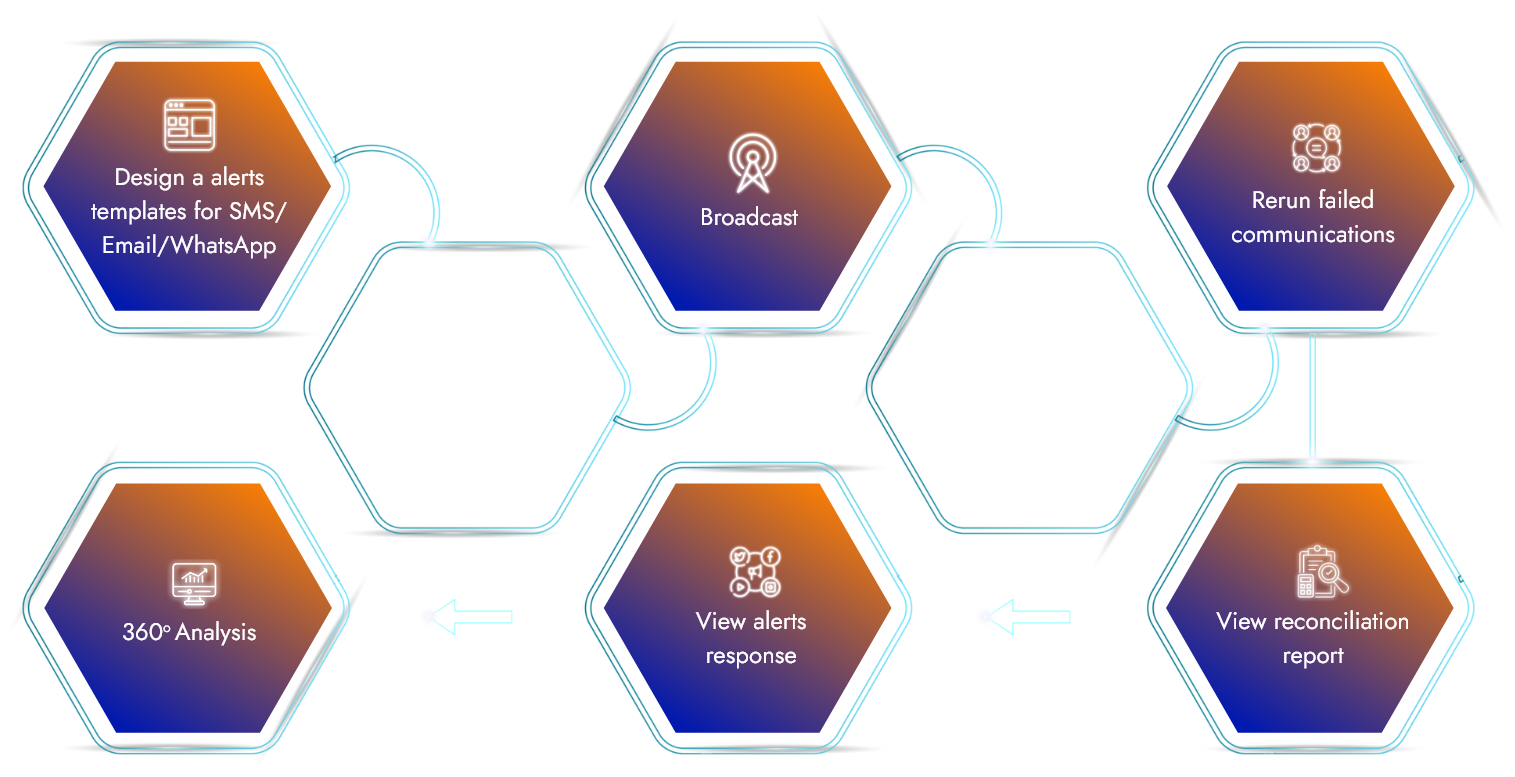 Design a alerts
templates for SMS/
Email/WhatsApp
Broadcast
Rerun failed
communications
360° Analysis
View alerts
response
View reconciliation
report